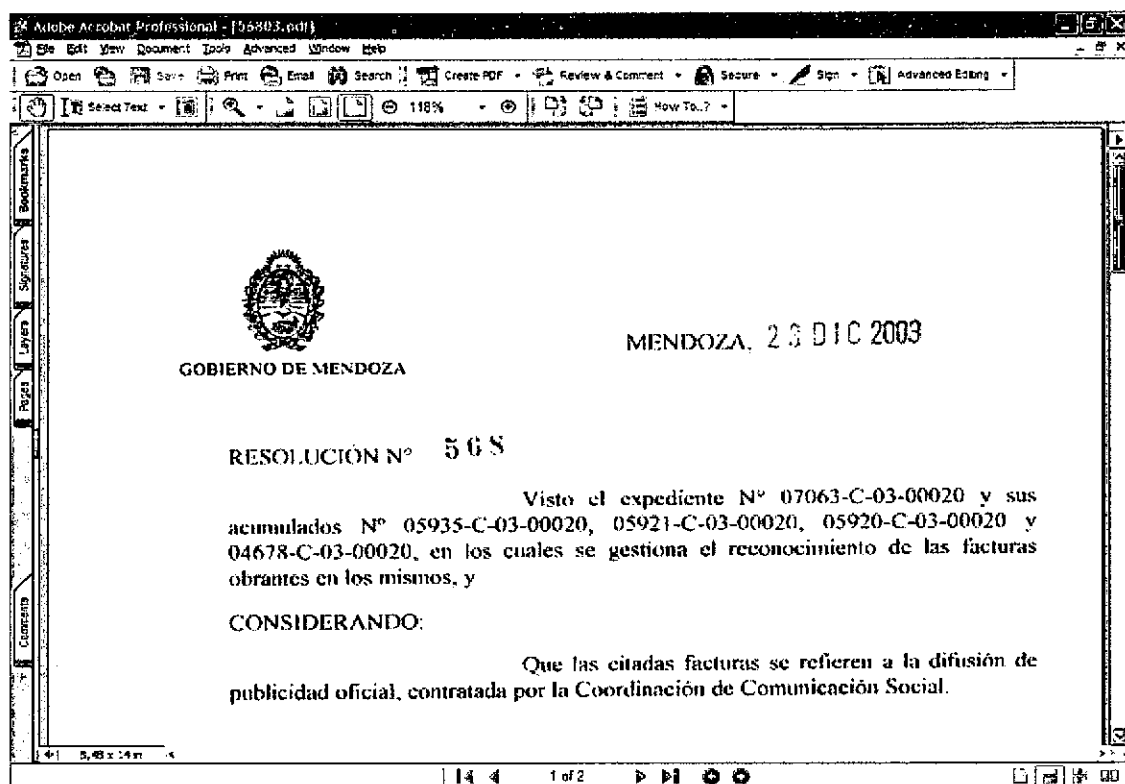 Adobe Acrobat Professional - [56803.pdf]
File Edit View Document Tools Advanced Window Help
Open Save Print Email Search Create PDF Review & Comment Secure Sign Advanced Editing
Select Text 118% How To..?
Bookmarks
Signatures
Layers
Pages
Comments
GOBIERNO DE MENDOZA
MENDOZA, 23 DIC 2003
RESOLUCIÓN Nº 568
Visto el expediente Nº 07063-C-03-00020 y sus
acumulados Nº 05935-C-03-00020, 05921-C-03-00020, 05920-C-03-00020 y
04678-C-03-00020, en los cuales se gestiona el reconocimiento de las facturas
obrantes en los mismos, y
CONSIDERANDO:
Que las citadas facturas se refieren a la difusión de
publicidad oficial, contratada por la Coordinación de Comunicación Social.
1 of 2